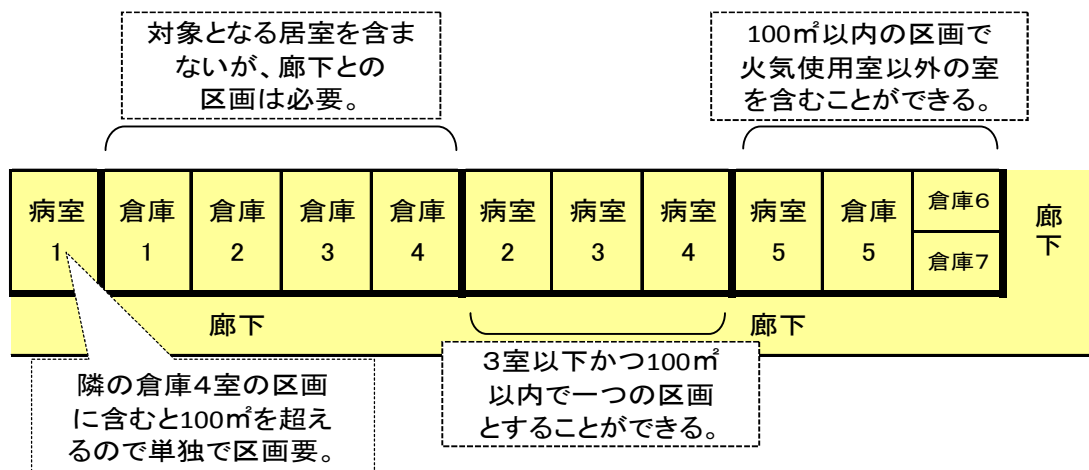 対象となる居室を含ま
ないが、廊下との
区画は必要。
100㎡以内の区画で
火気使用室以外の室
を含むことができる。
病室
1
倉庫
1
倉庫
2
倉庫
3
倉庫
4
病室
2
病室
3
病室
4
病室
5
倉庫
5
倉庫6
倉庫7
廊
下
廊下
廊下
隣の倉庫４室の区画
に含むと100㎡を超え
るので単独で区画要。
３室以下かつ100㎡
以内で一つの区画
とすることができる。